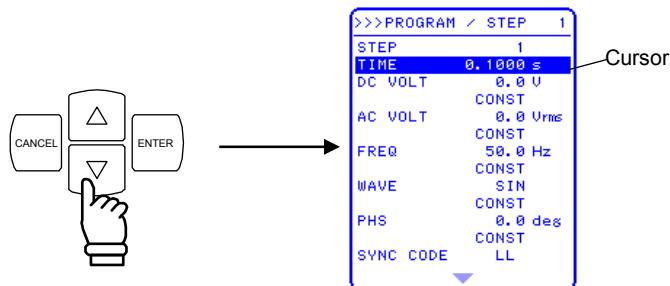 CANCEL
ENTER
>>>PROGRAM / STEP 1
STEP 1
TIME 0.1000 s
DC VOLT 0.0 V
CONST
AC VOLT 0.0 Vrms
CONST
FREQ 50.0 Hz
CONST
WAVE SIN
CONST
PHS 0.0 deg
CONST
SYNC CODE LL
Cursor